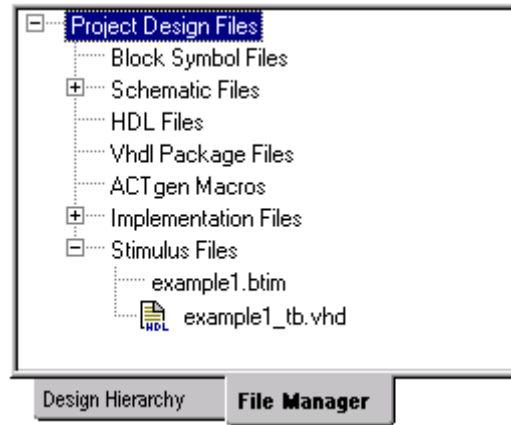 Project Design Files
Block Symbol Files
Schematic Files
HDL Files
Vhdl Package Files
ACTgen Macros
Implementation Files
Stimulus Files
example1.btim
HDL example1_tb.vhd
Design Hierarchy File Manager